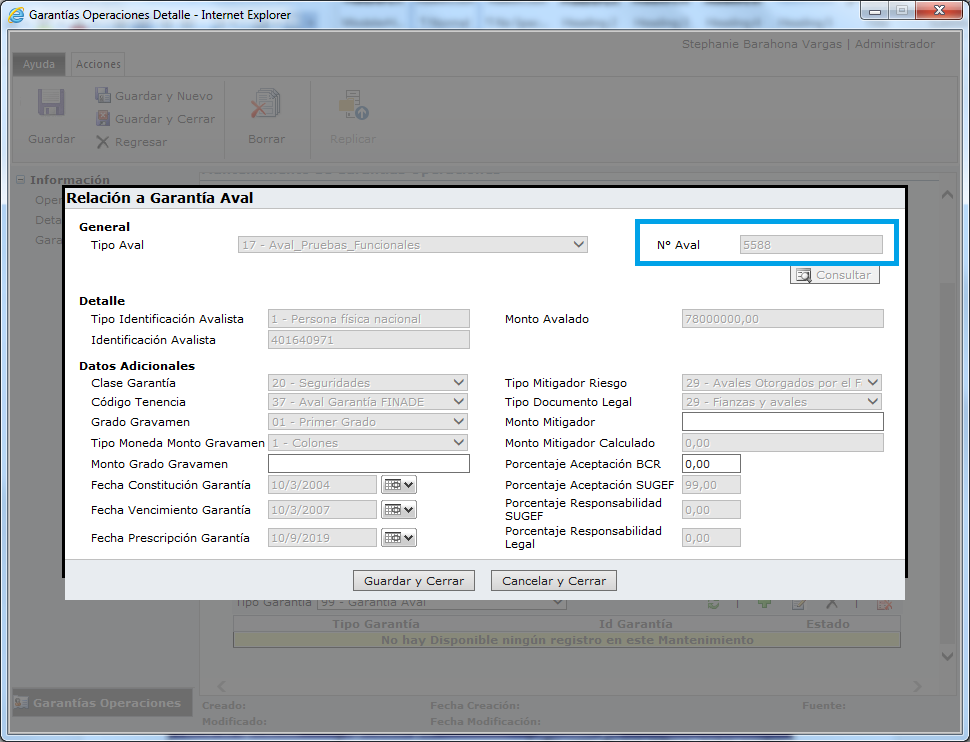 Garantías Operaciones Detalle - Internet Explorer
Stephanie Barahona Vargas | Administrador
Ayuda
Acciones
Guardar
Guardar y Nuevo
Guardar y Cerrar
Regresar
Borrar
Replicar
Información
Oper
Deta
Gara
Relación a Garantía Aval
General
Tipo Aval 17 - Aval_Pruebas_Funcionales
Nº Aval 5588
Consultar
Detalle
Tipo Identificación Avalista 1 - Persona física nacional
Monto Avalado 78000000,00
Identificación Avalista 401640971
Datos Adicionales
Clase Garantía 20 - Seguridades
Tipo Mitigador Riesgo 29 - Avales Otorgados por el F
Código Tenencia 37 - Aval Garantía FINADE
Tipo Documento Legal 29 - Fianzas y avales
Grado Gravamen 01 - Primer Grado
Monto Mitigador
Tipo Moneda Monto Gravamen 1 - Colones
Monto Mitigador Calculado 0,00
Monto Grado Gravamen
Porcentaje Aceptación BCR 0,00
Fecha Constitución Garantía 10/3/2004
Porcentaje Aceptación SUGEF 99,00
Fecha Vencimiento Garantía 10/3/2007
Porcentaje Responsabilidad
SUGEF
0,00
Fecha Prescripción Garantía 10/9/2019
Porcentaje Responsabilidad
Legal
0,00
Guardar y Cerrar
Cancelar y Cerrar
Tipo Garantía 99 - Garantía Aval
Tipo Garantía Id Garantía Estado
No hay Disponible ningún registro en este Mantenimiento
Garantías Operaciones
Creado: Fecha Creación: Fuente:
Modificado: Fecha Modificación: